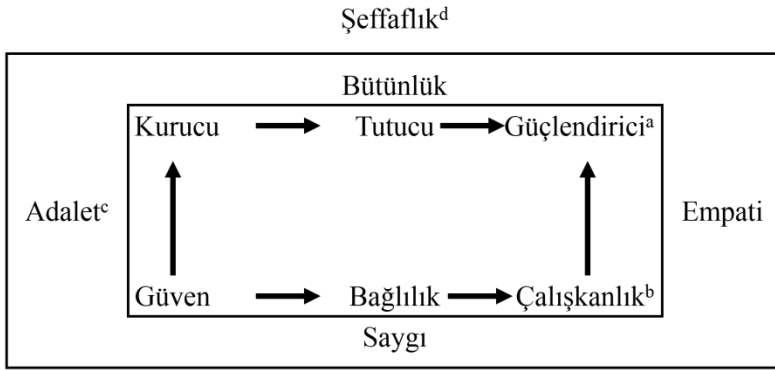 Şeffaflıkᵈ
Bütünlük
Kurucu Tutucu Güçlendiriciᵃ
Adaletᶜ Empati
Güven Bağlılık Çalışkanlıkᵇ
Saygı